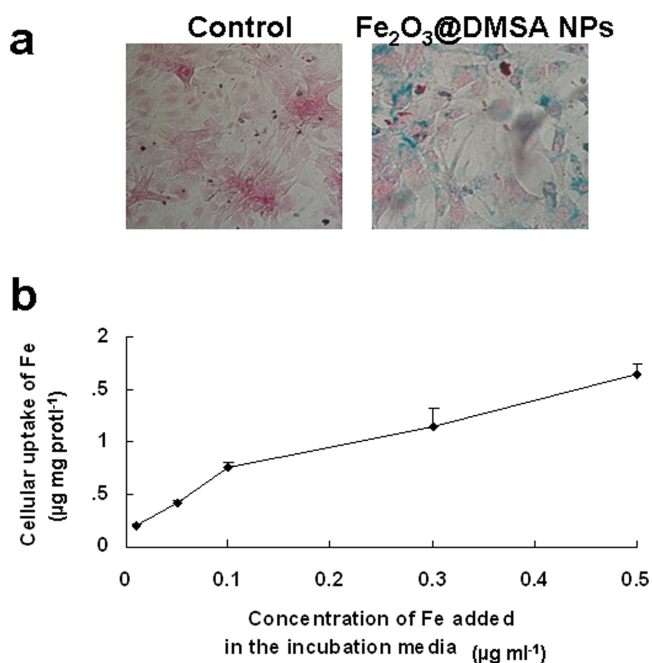 a
Control
Fe₂O₃@DMSA NPs
b
Cellular uptake of Fe
(µg mg protl⁻¹)
2
.5
1
.5
0
0 0.1 0.2 0.3 0.4 0.5
Concentration of Fe added
in the incubation media (µg ml⁻¹)